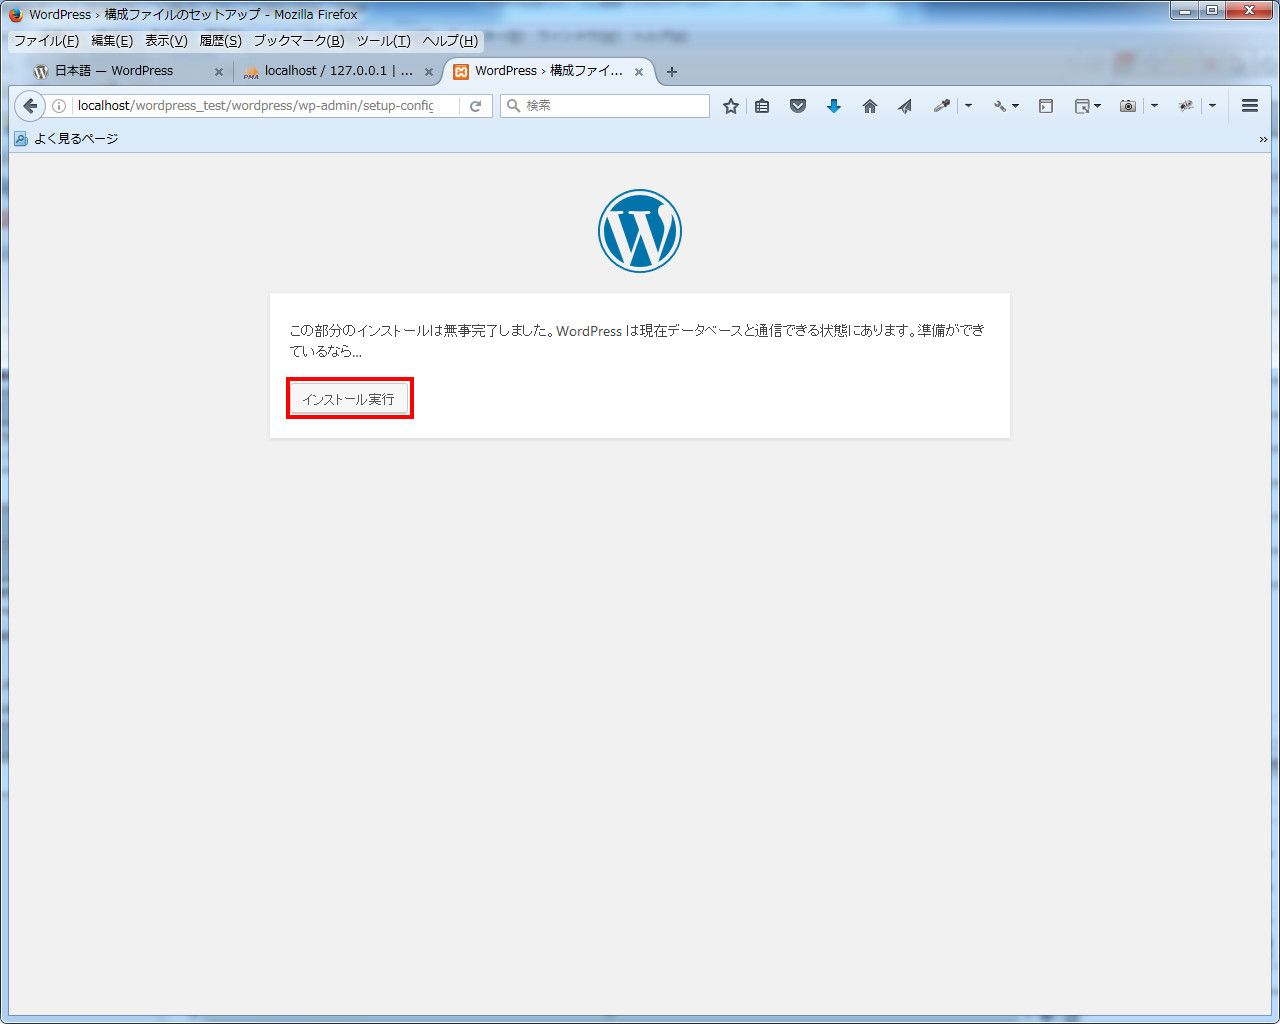 WordPress › 構成ファイルのセットアップ - Mozilla Firefox
ファイル(F) 編集(E) 表示(V) 履歴(S) ブックマーク(B) ツール(T) ヘルプ(H)
日本語 — WordPress
localhost / 127.0.0.1 | ...
WordPress › 構成ファイ...
localhost/wordpress_test/wordpress/wp-admin/setup-config
検索
よく見るページ
この部分のインストールは無事完了しました。WordPress は現在データベースと通信できる状態にあります。準備ができ
ているなら…
インストール実行